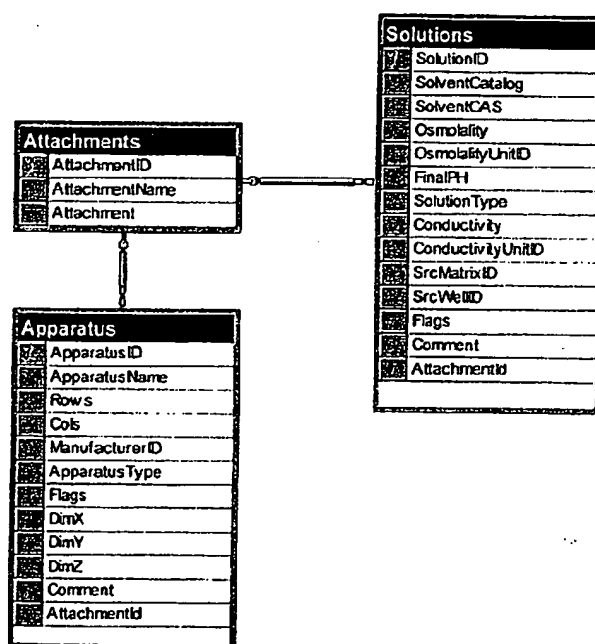 Attachments
AttachmentID
AttachmentName
Attachment
Solutions
SolutionID
SolventCatalog
SolventCAS
Osmolality
OsmolalityUnitID
FinalPH
SolutionType
Conductivity
ConductivityUnitID
SrcMatrixID
SrcWellID
Flags
Comment
AttachmentId
Apparatus
ApparatusID
ApparatusName
Rows
Cols
ManufacturerID
ApparatusType
Flags
DimX
DimY
DimZ
Comment
AttachmentId